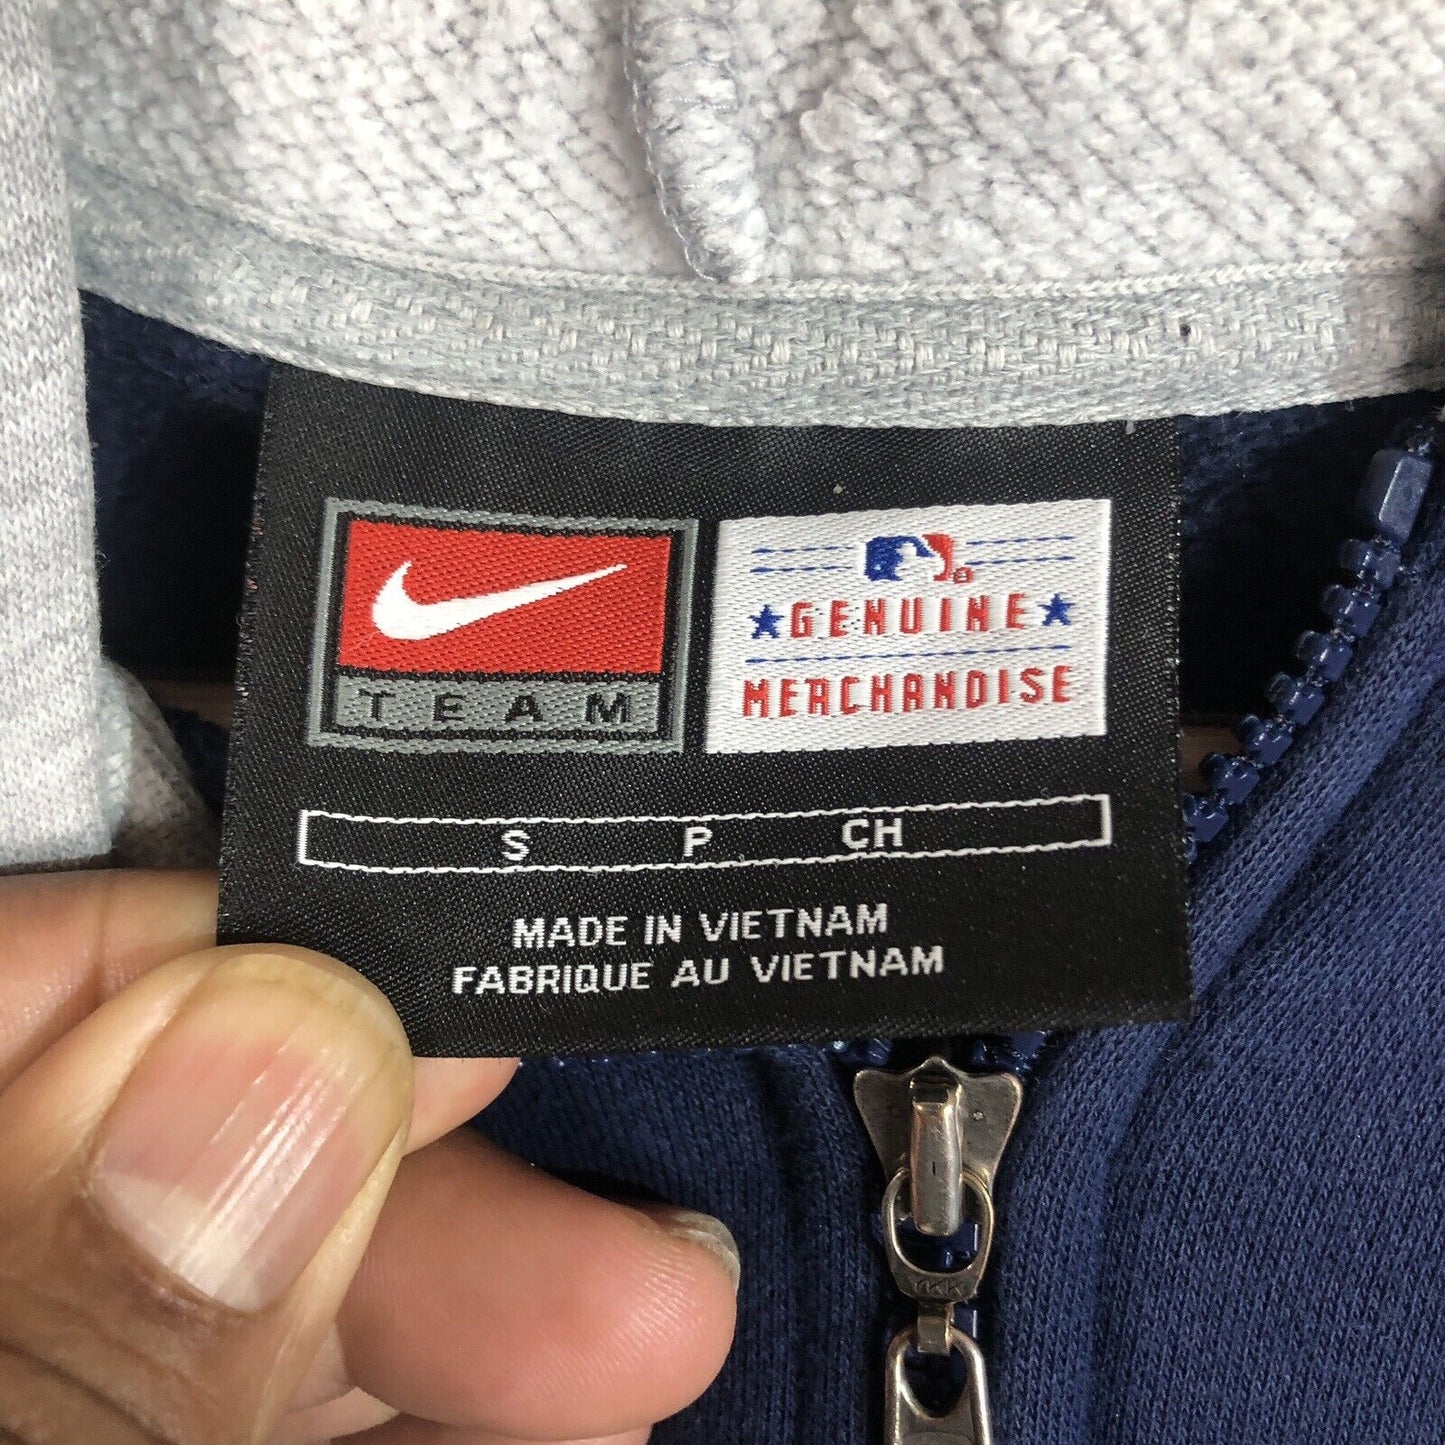 TEAM
GENUINE
MERCHANDISE
S P CH
MADE IN VIETNAM
FABRIQUE AU VIETNAM